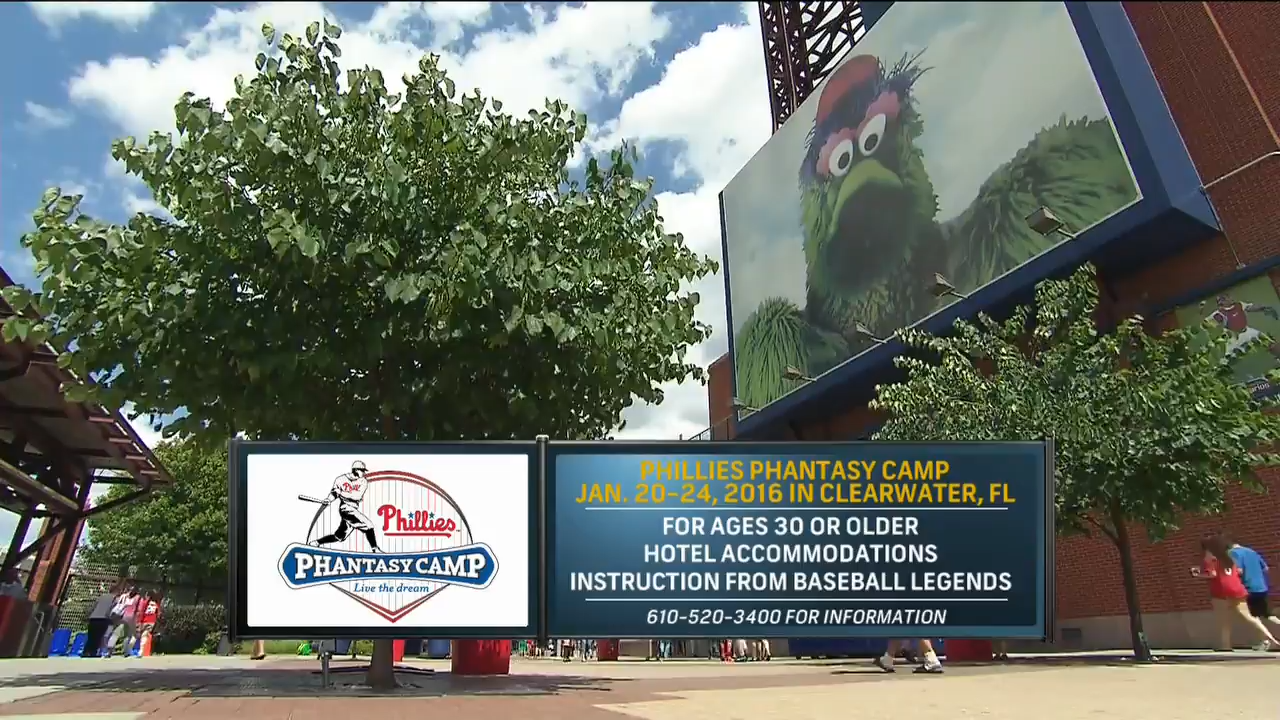 Phillies
PHANTASY CAMP
Live the dream
PHILLIES PHANTASY CAMP
JAN. 20-24, 2016 IN CLEARWATER, FL
FOR AGES 30 OR OLDER
HOTEL ACCOMMODATIONS
INSTRUCTION FROM BASEBALL LEGENDS
610-520-3400 FOR INFORMATION